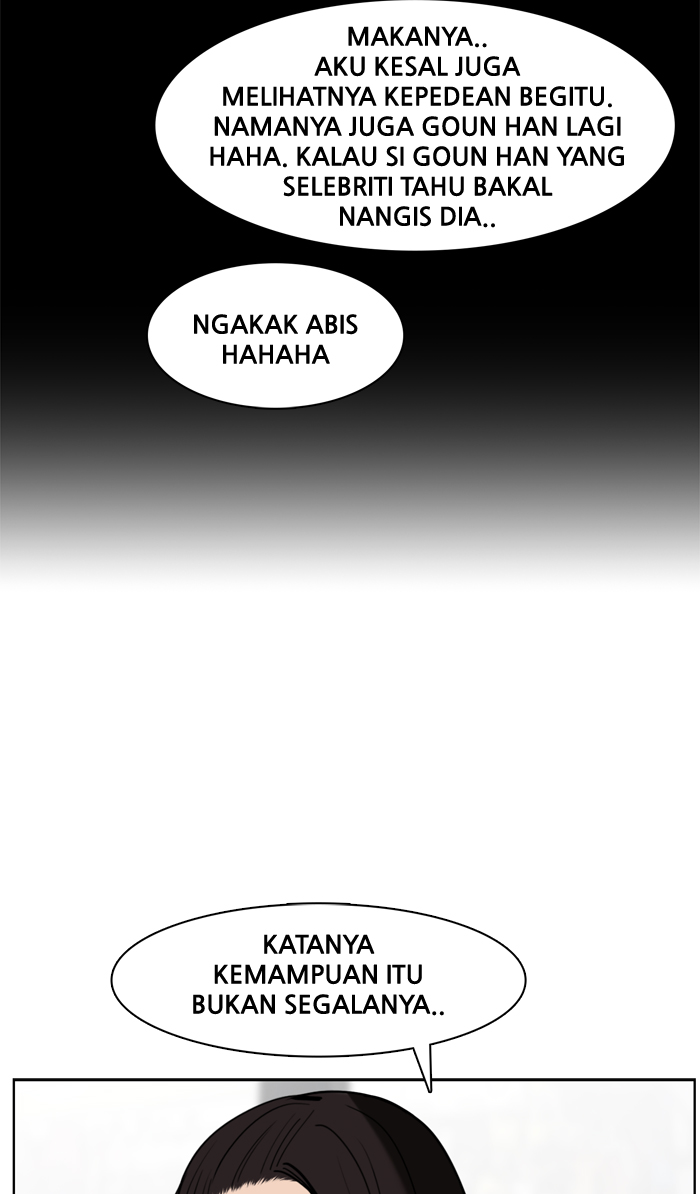 MAKANYA..
AKU KESAL JUGA
MELIHATNYA KEPEDEAN BEGITU.
NAMANYA JUGA GOUN HAN LAGI
HAHA. KALAU SI GOUN HAN YANG
SELEBRITI TAHU BAKAL
NANGIS DIA..
NGAKAK ABIS
HAHAHA
KATANYA
KEMAMPUAN ITU
BUKAN SEGALANYA..